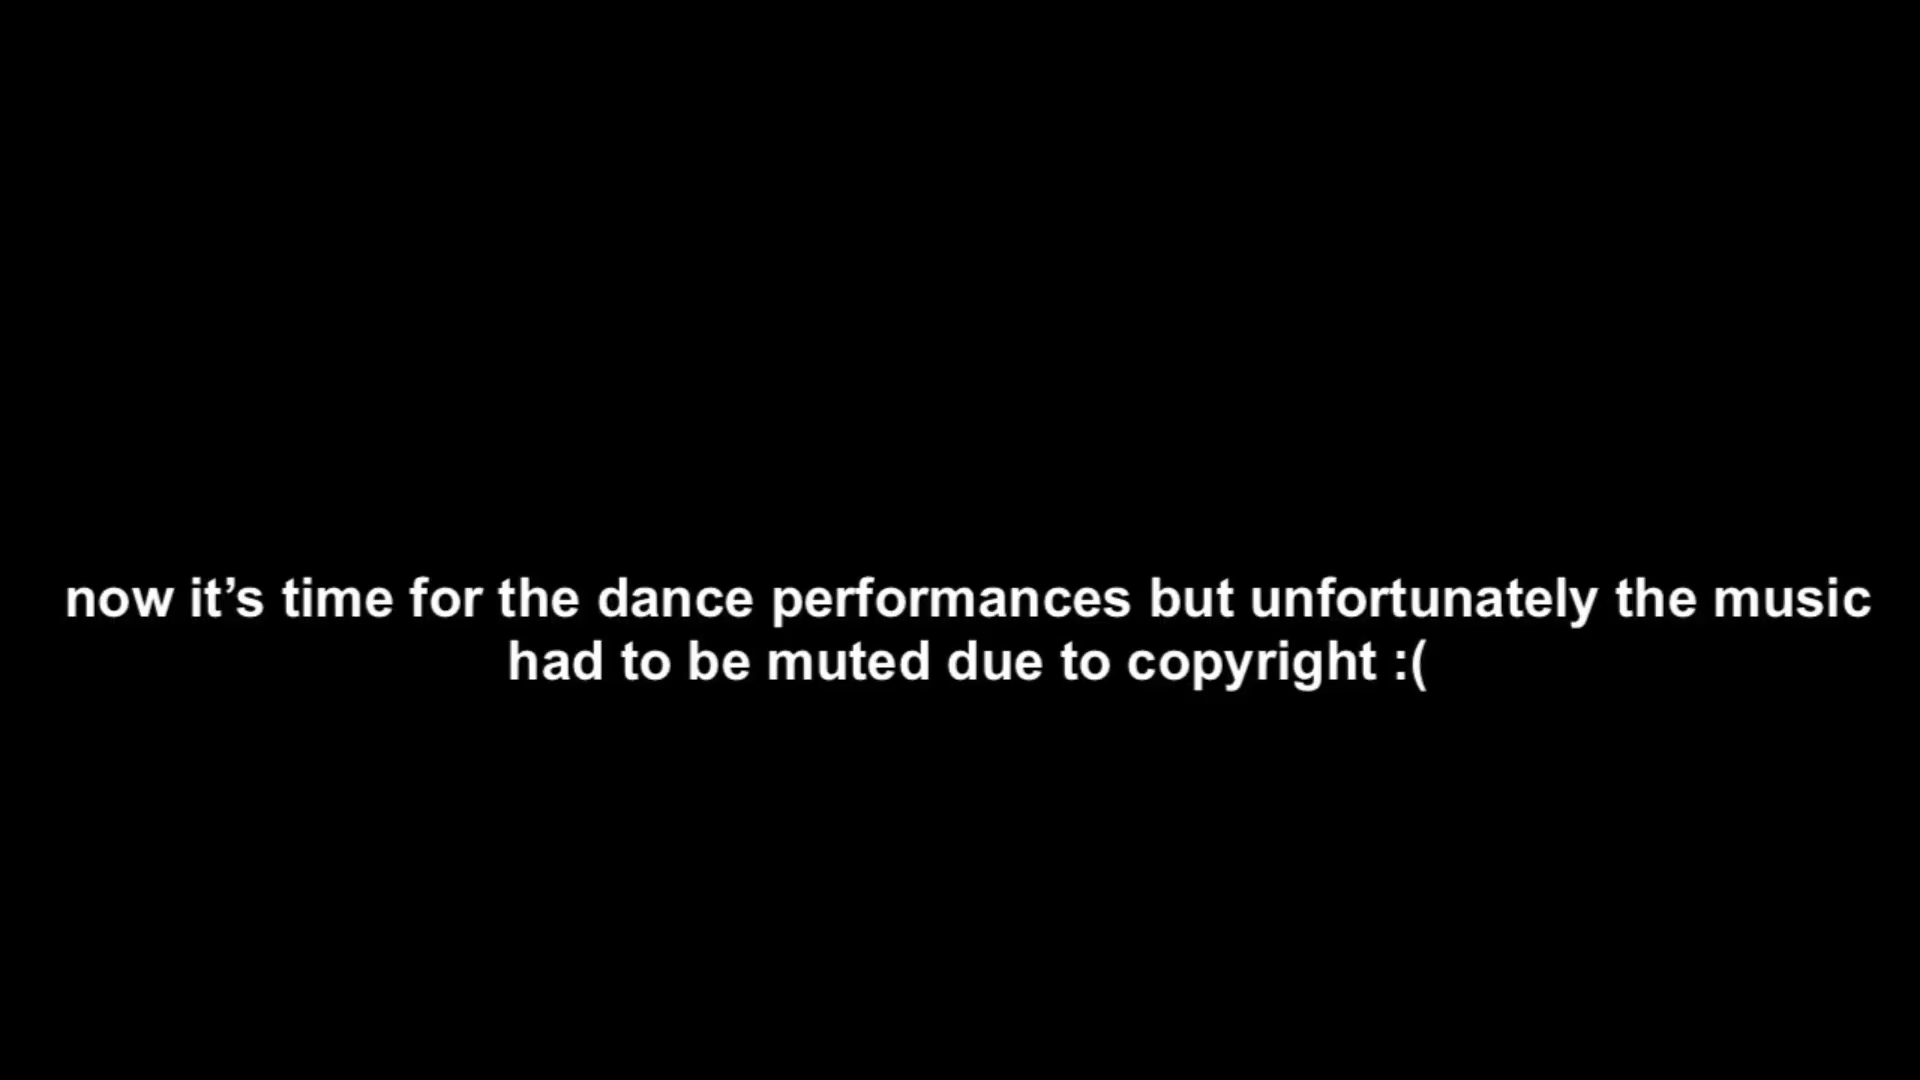 now it’s time for the dance performances but unfortunately the music
had to be muted due to copyright :(